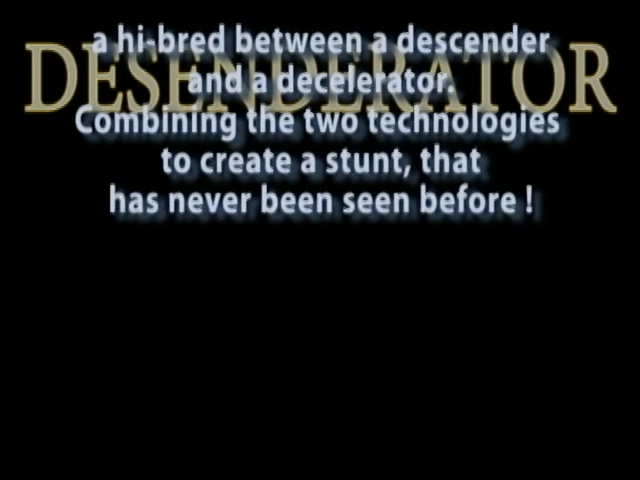 DESENDERATOR
a hi-bred between a descender
and a decelerator.
Combining the two technologies
to create a stunt, that
has never been seen before !